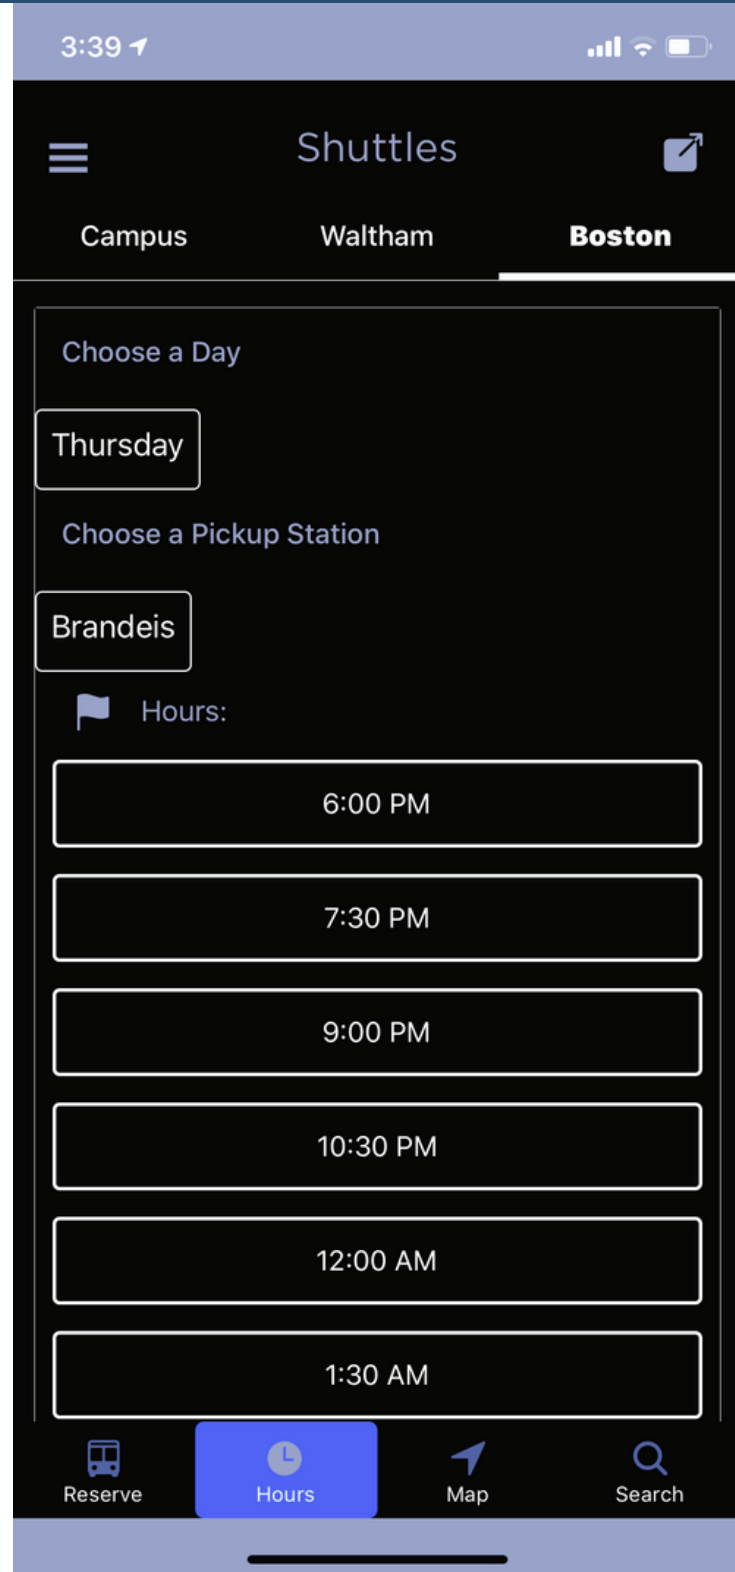 3:39
Shuttles
Campus Waltham Boston
Choose a Day
Thursday
Choose a Pickup Station
Brandeis
Hours:
6:00 PM
7:30 PM
9:00 PM
10:30 PM
12:00 AM
1:30 AM
Reserve Hours Map Search